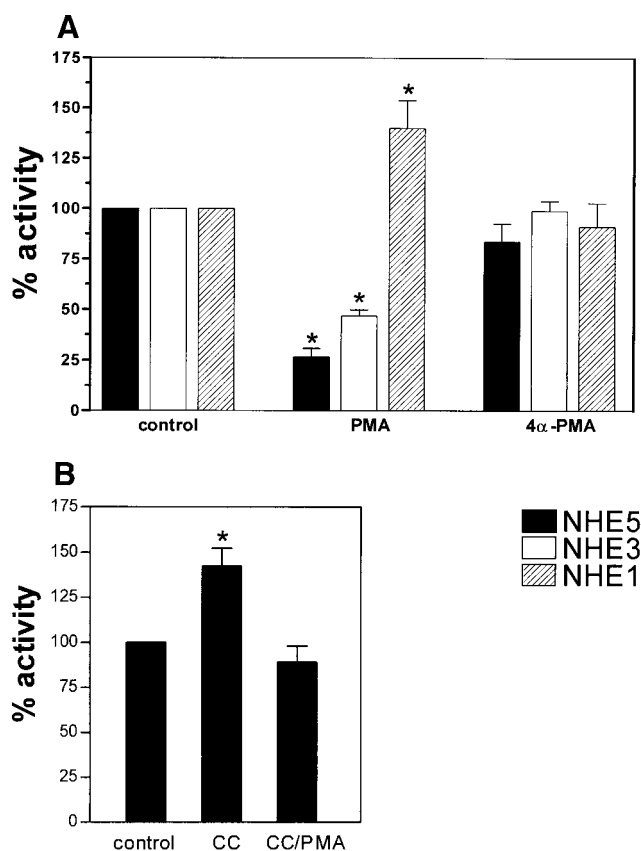 A
% activity
175
150
125
100
75
50
25
0
*
*
*
control
PMA
4α-PMA
B
% activity
175
150
125
100
75
50
25
0
*
control
CC
CC/PMA
NHE5
NHE3
NHE1